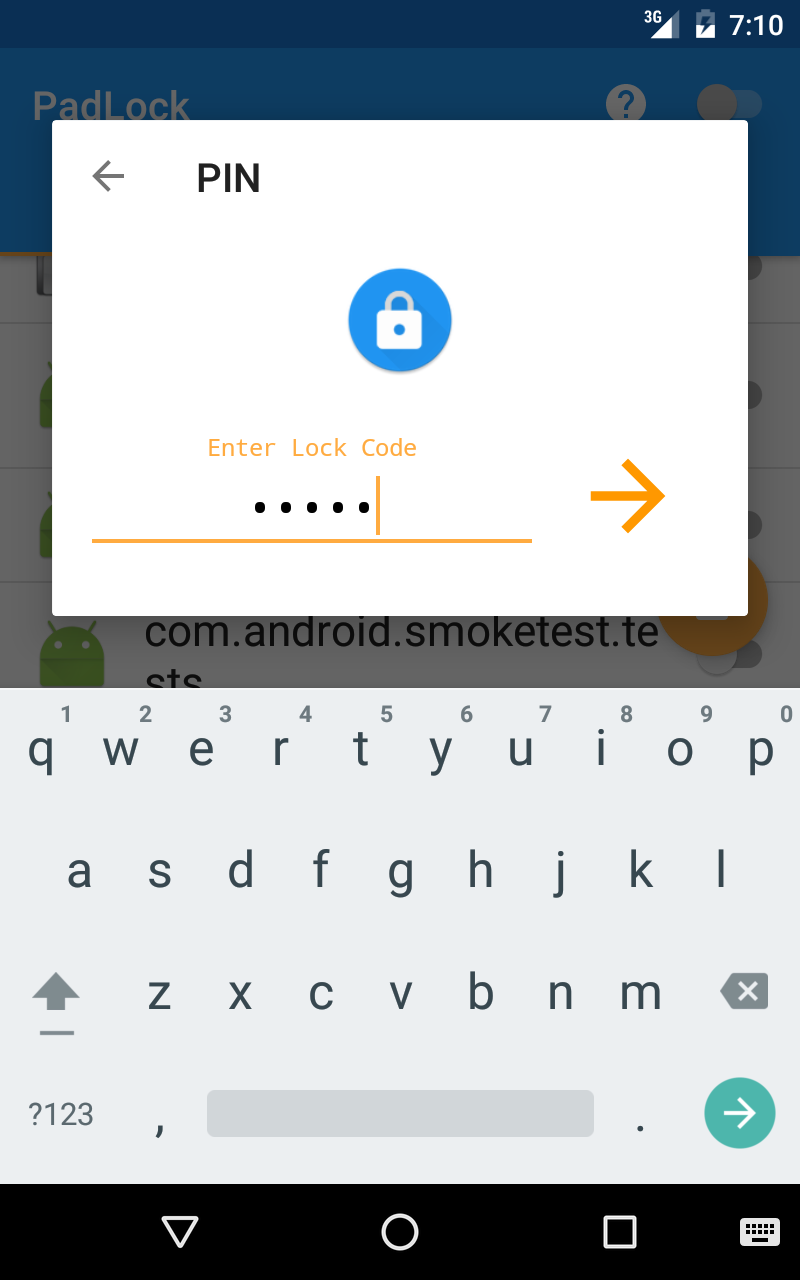 3G 7:10
PadLock
PIN
Enter Lock Code
com.android.smoketest.te
sts
1 2 3 4 5 6 7 8 9 0
q w e r t y u i o p
a s d f g h j k l
z x c v b n m
?123 , .